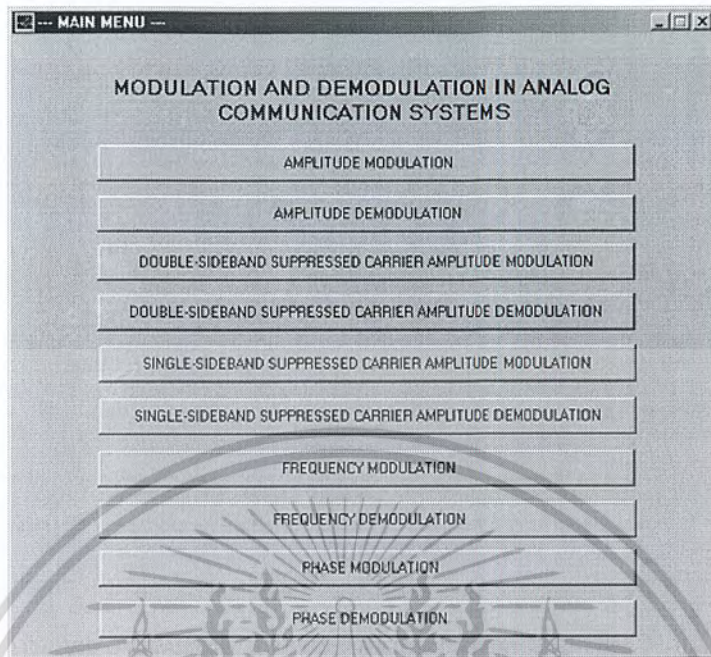 --- MAIN MENU ---
MODULATION AND DEMODULATION IN ANALOG
COMMUNICATION SYSTEMS
AMPLITUDE MODULATION
AMPLITUDE DEMODULATION
DOUBLE-SIDEBAND SUPPRESSED CARRIER AMPLITUDE MODULATION
DOUBLE-SIDEBAND SUPPRESSED CARRIER AMPLITUDE DEMODULATION
SINGLE-SIDEBAND SUPPRESSED CARRIER AMPLITUDE MODULATION
SINGLE-SIDEBAND SUPPRESSED CARRIER AMPLITUDE DEMODULATION
FREQUENCY MODULATION
FREQUENCY DEMODULATION
PHASE MODULATION
PHASE DEMODULATION